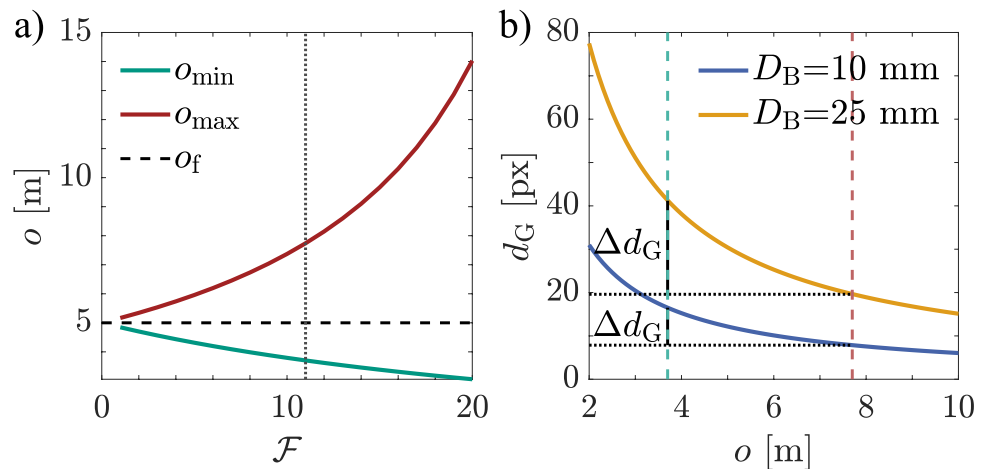 a)
15
10
5
o [m]
o_min
o_max
o_f
0
10
20
ℱ
b)
80
60
40
20
0
d_G [px]
D_B=10 mm
D_B=25 mm
Δd_G
Δd_G
2
4
6
8
10
o [m]